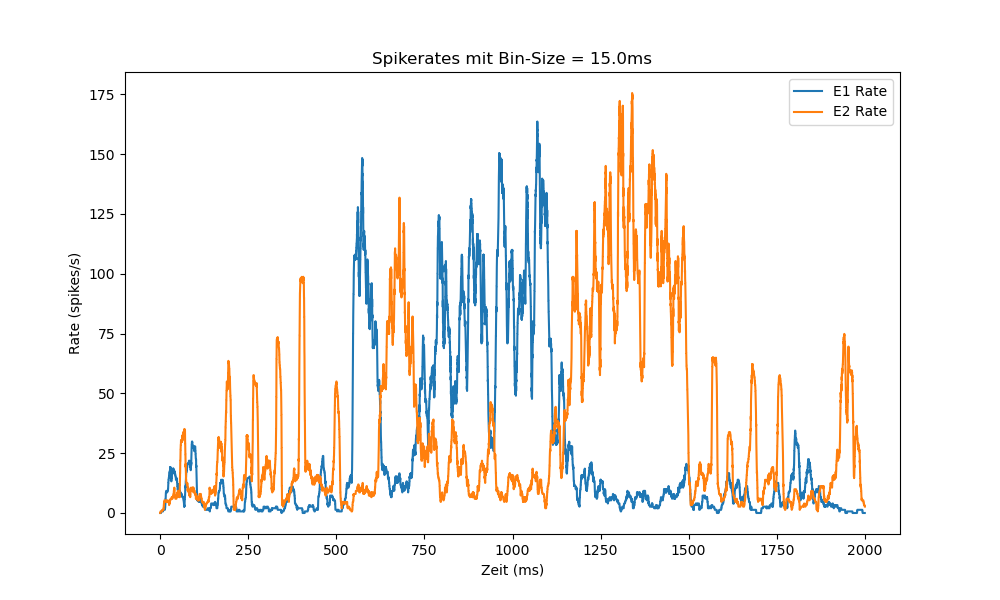 Spikerates mit Bin-Size = 15.0ms
E1 Rate
E2 Rate
Rate (spikes/s)
175
150
125
100
75
50
25
0
0 250 500 750 1000 1250 1500 1750 2000
Zeit (ms)